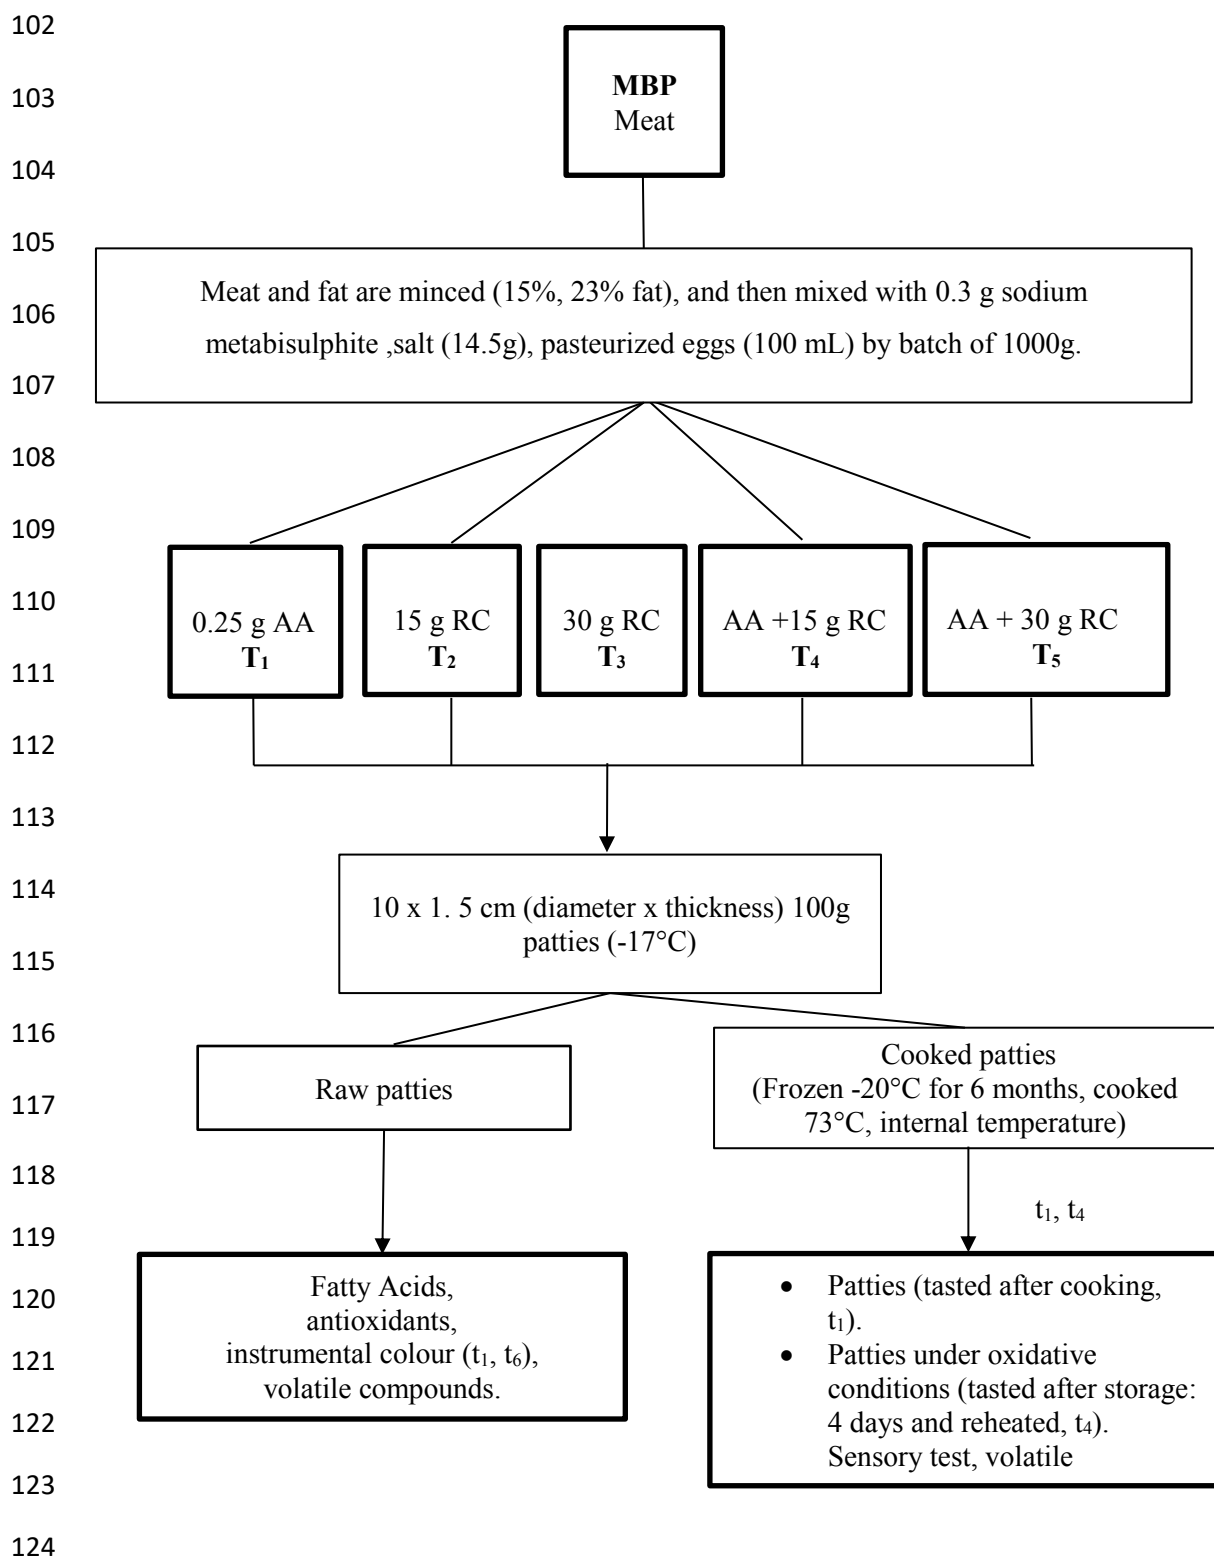 102
MBP
103
Meat
104
105
Meat and fat are minced (15%, 23% fat), and then mixed with 0.3 g sodium
106
metabisulphite ,salt (14.5g), pasteurized eggs (100 mL) by batch of 1000g.
107
108
109
110
0.25 g AA
T₁
15 g RC
T₂
30 g RC
T₃
AA +15 g RC
T₄
AA + 30 g RC
T₅
111
112
113
114
10 x 1. 5 cm (diameter x thickness) 100g
patties (-17°C)
115
116
Raw patties
Cooked patties
(Frozen -20°C for 6 months, cooked
73°C, internal temperature)
117
118
t₁, t₄
119
120
Fatty Acids,
antioxidants,
instrumental colour (t₁, t₆),
volatile compounds.
• Patties (tasted after cooking,
t₁).
• Patties under oxidative
conditions (tasted after storage:
4 days and reheated, t₄).
Sensory test, volatile
121
122
123
124